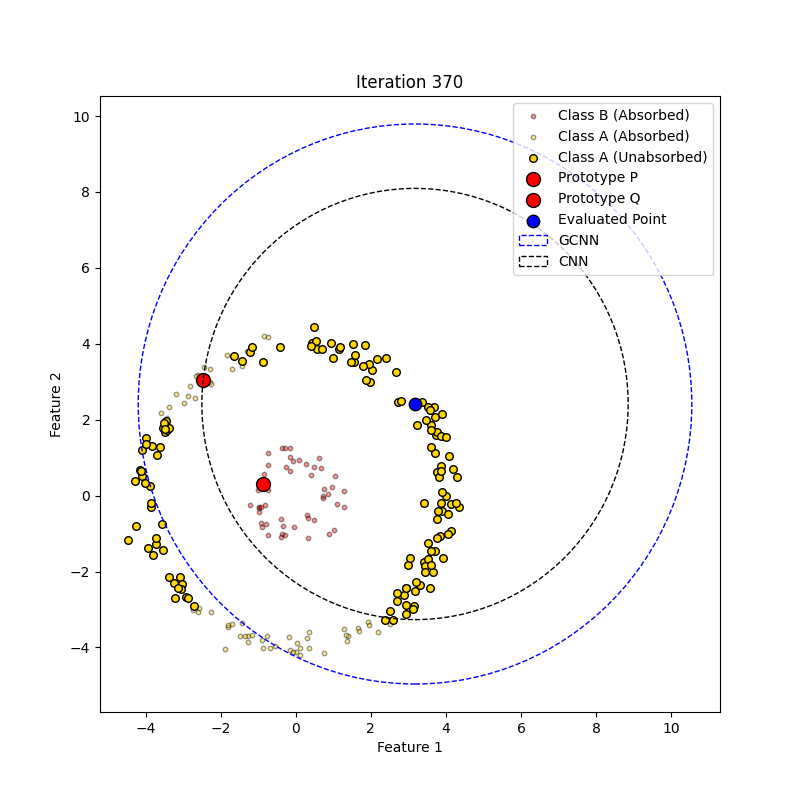 Iteration 370
Class B (Absorbed)
Class A (Absorbed)
Class A (Unabsorbed)
Prototype P
Prototype Q
Evaluated Point
GCNN
CNN
10
8
6
4
2
0
−2
−4
Feature 2
−4 −2 0 2 4 6 8 10
Feature 1